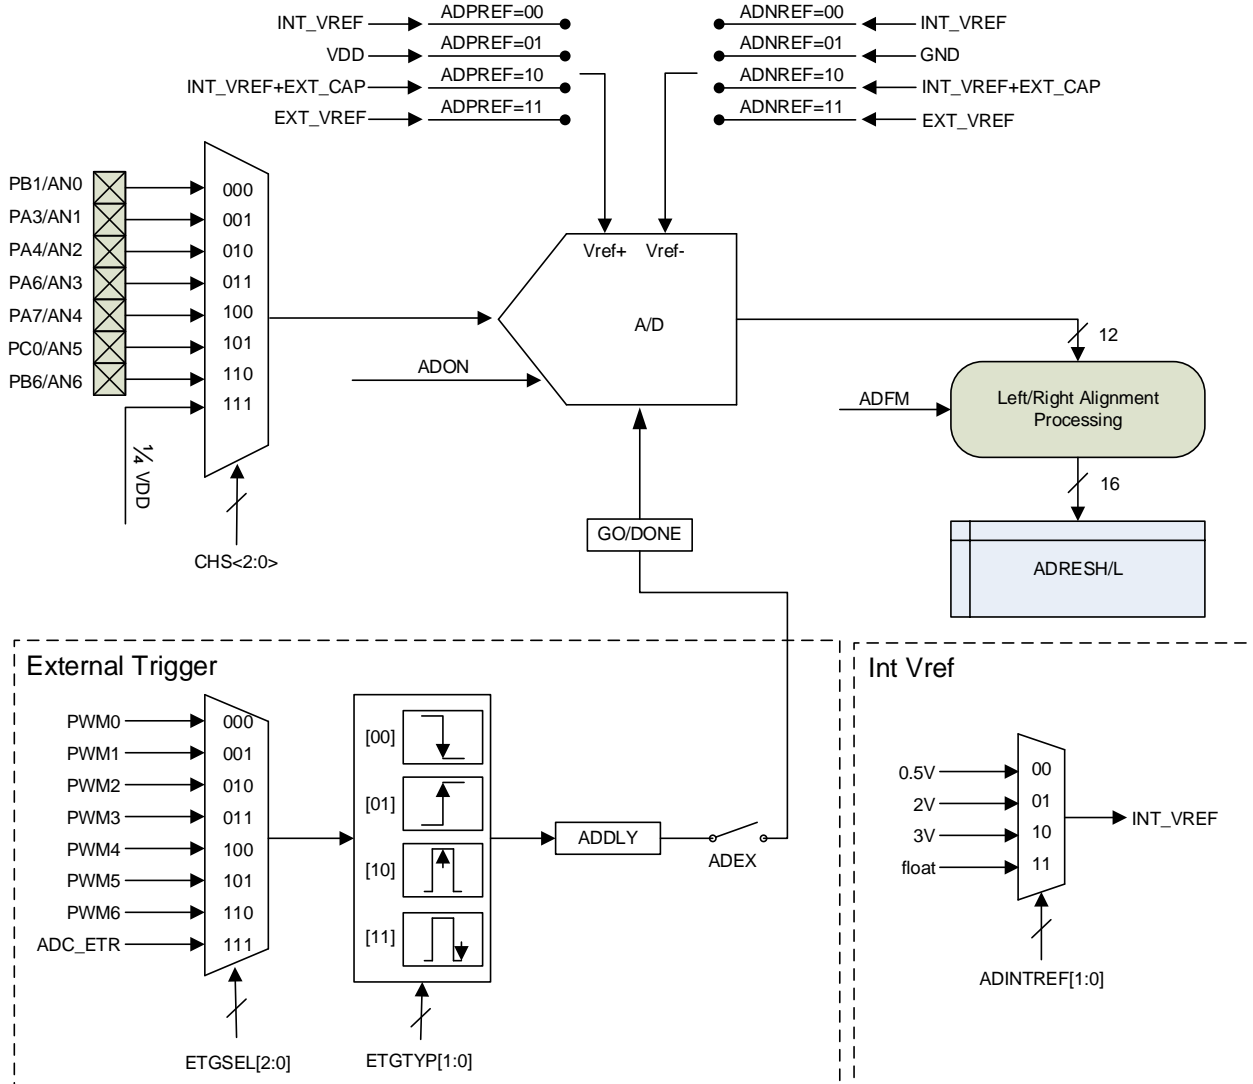 INT_VREF ADPREF=00 ADNREF=00 INT_VREF
VDD ADPREF=01 ADNREF=01 GND
INT_VREF+EXT_CAP ADPREF=10 ADNREF=10 INT_VREF+EXT_CAP
EXT_VREF ADPREF=11 ADNREF=11 EXT_VREF
PB1/AN0 000
PA3/AN1 001
PA4/AN2 010
PA6/AN3 011
PA7/AN4 100
PC0/AN5 101
PB6/AN6 110
111
¼ VDD
CHS<2:0>
Vref+ Vref-
A/D
ADON
12
ADFM
Left/Right Alignment
Processing
16
ADRESH/L
GO/DONE
External Trigger
PWM0 000
PWM1 001
PWM2 010
PWM3 011
PWM4 100
PWM5 101
PWM6 110
ADC_ETR 111
ETGSEL[2:0]
[00]
[01]
[10]
[11]
ETGTYP[1:0]
ADDLY
ADEX
Int Vref
0.5V 00
2V 01
3V 10
float 11
INT_VREF
ADINTREF[1:0]